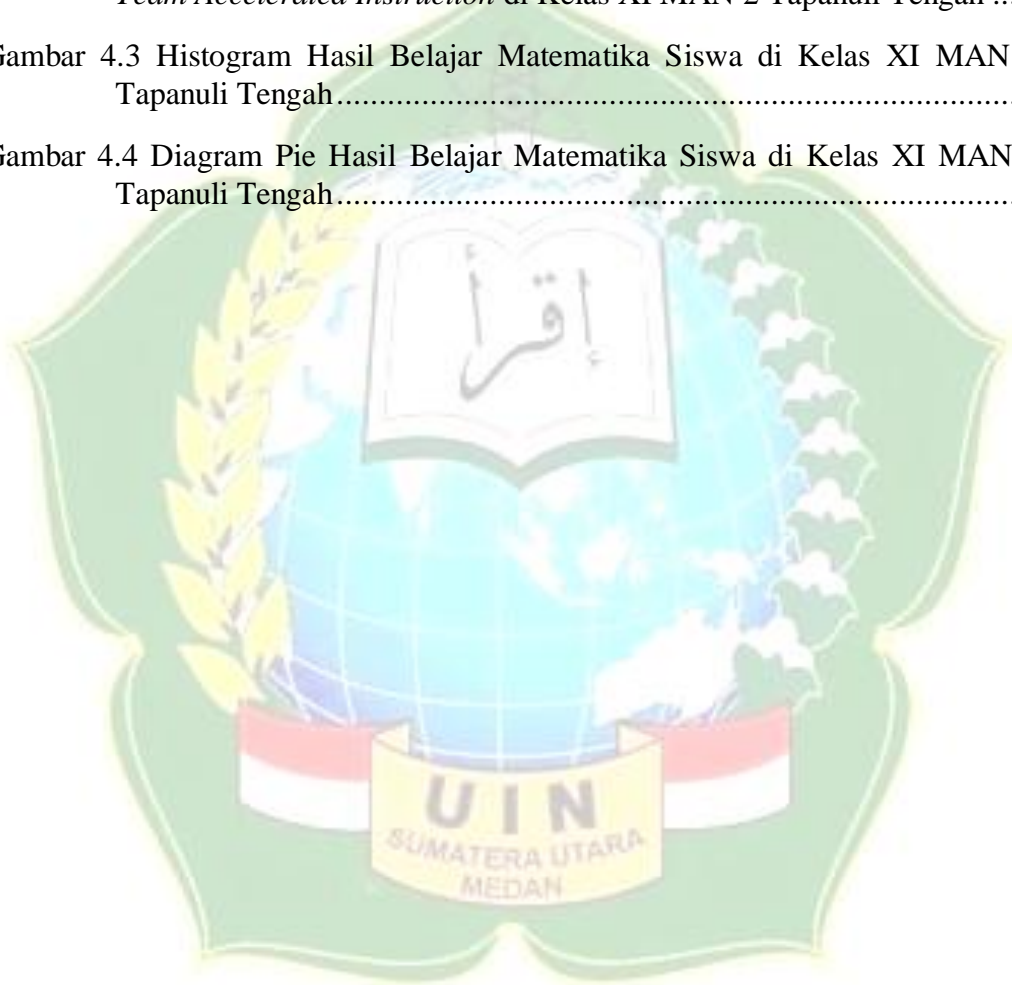 Team Accelerated Instruction di Kelas XI MAN 2 Tapanuli Tengah ...
Gambar 4.3 Histogram Hasil Belajar Matematika Siswa di Kelas XI MAN
Tapanuli Tengah................................................................................
Gambar 4.4 Diagram Pie Hasil Belajar Matematika Siswa di Kelas XI MAN
Tapanuli Tengah................................................................................
إقرأ
UIN
SUMATERA UTARA
MEDAN